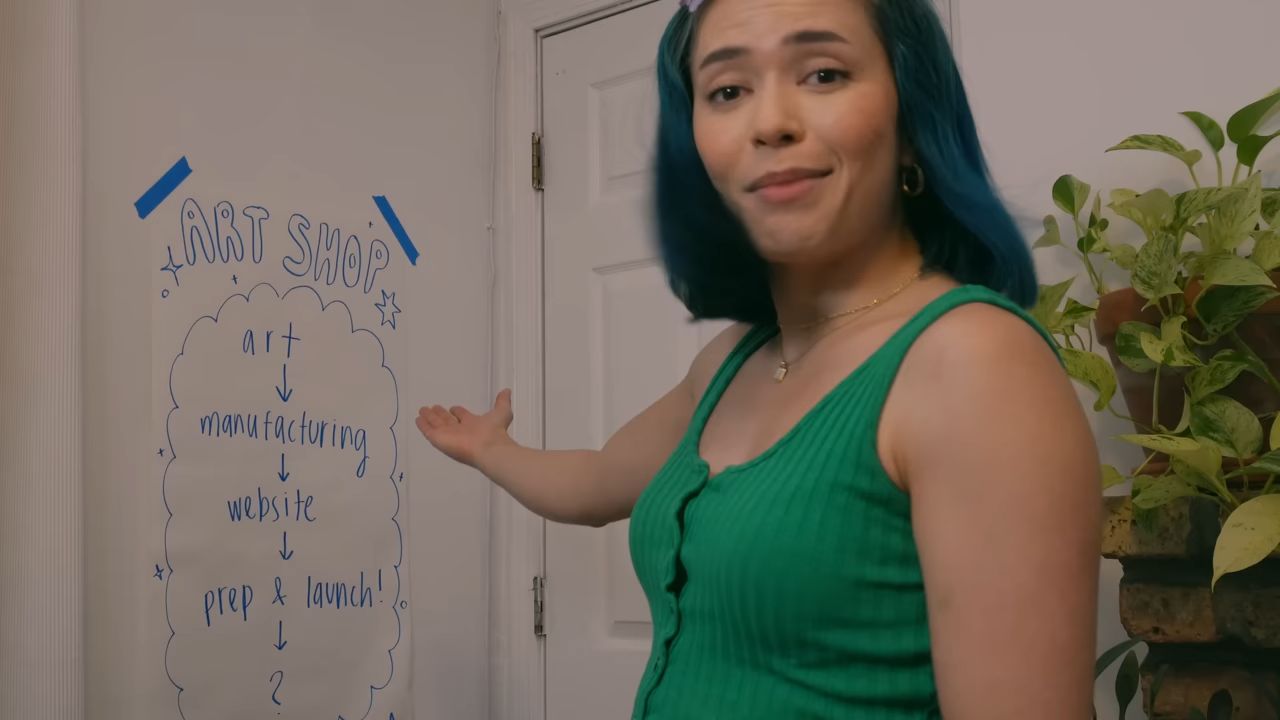 ART SHOP
art
manufacturing
website
prep & launch!
?